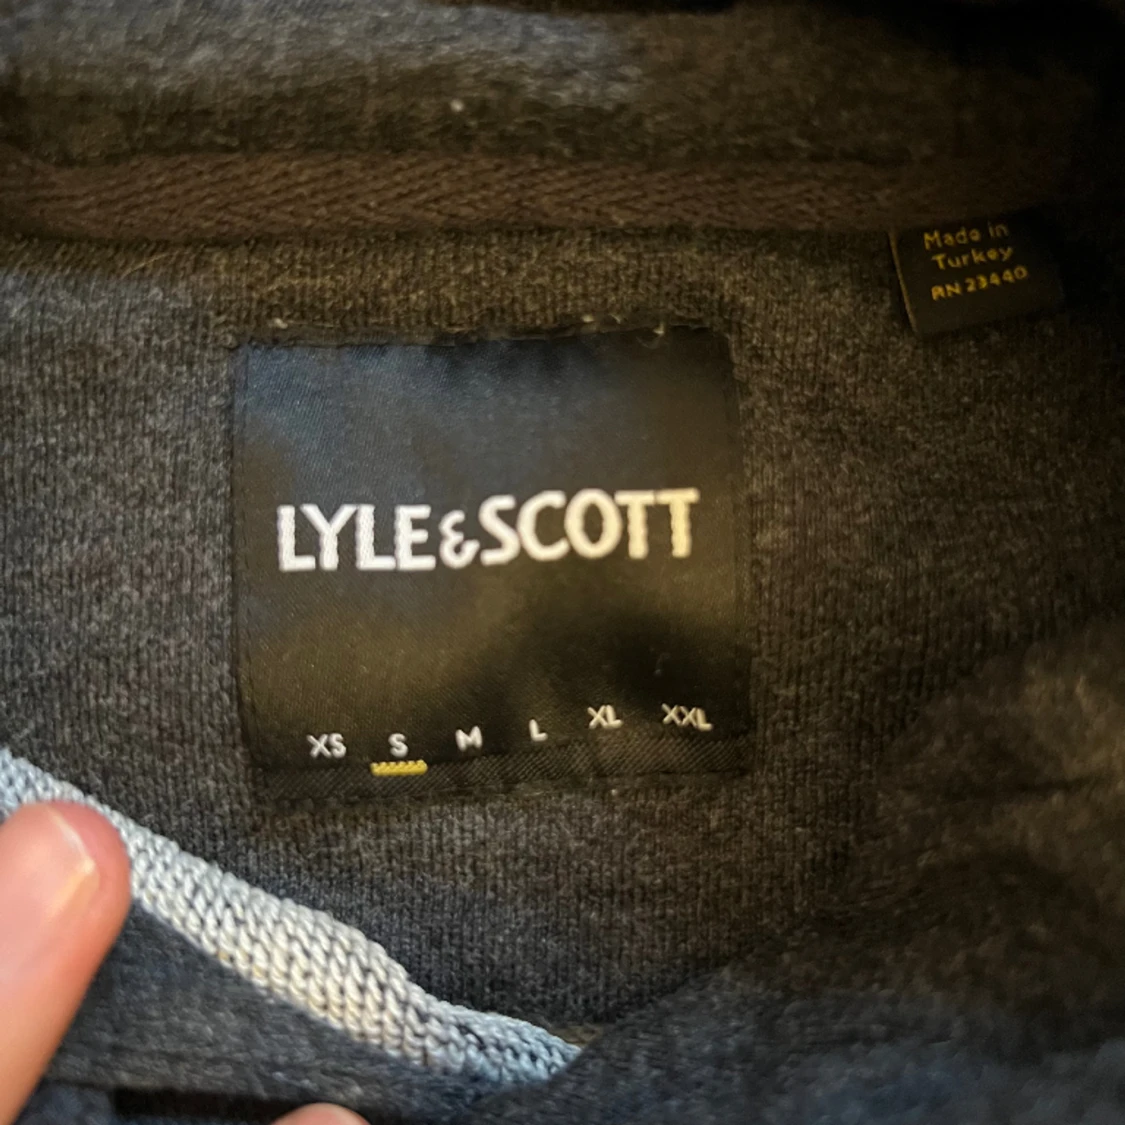 Made in
Turkey
RN 23440
LYLE&SCOTT
XS S M L XL XXL